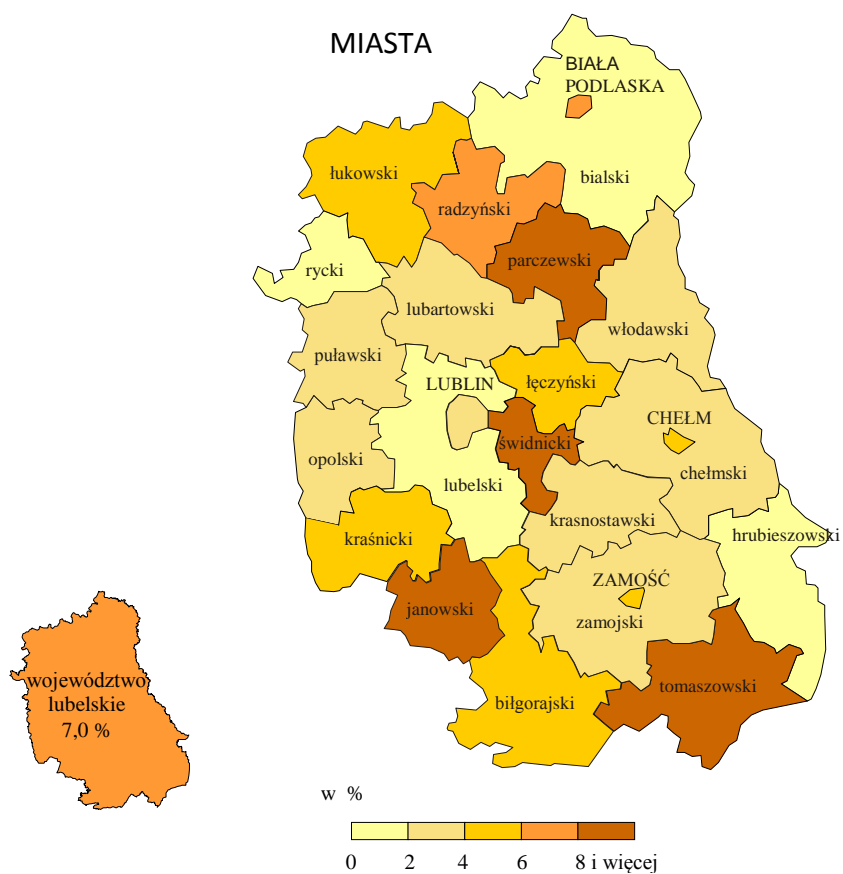 MIASTA
BIAŁA
PODLASKA
łukowski
bialski
radzyński
parczewski
rycki
lubartowski
włodawski
puławski
łęczyński
LUBLIN
CHEŁM
świdnicki
opolski
chełmski
lubelski
krasnostawski
hrubieszowski
kraśnicki
ZAMOŚĆ
janowski
zamojski
województwo
lubelskie
7,0 %
tomaszowski
biłgorajski
w %
0 2 4 6 8 i więcej